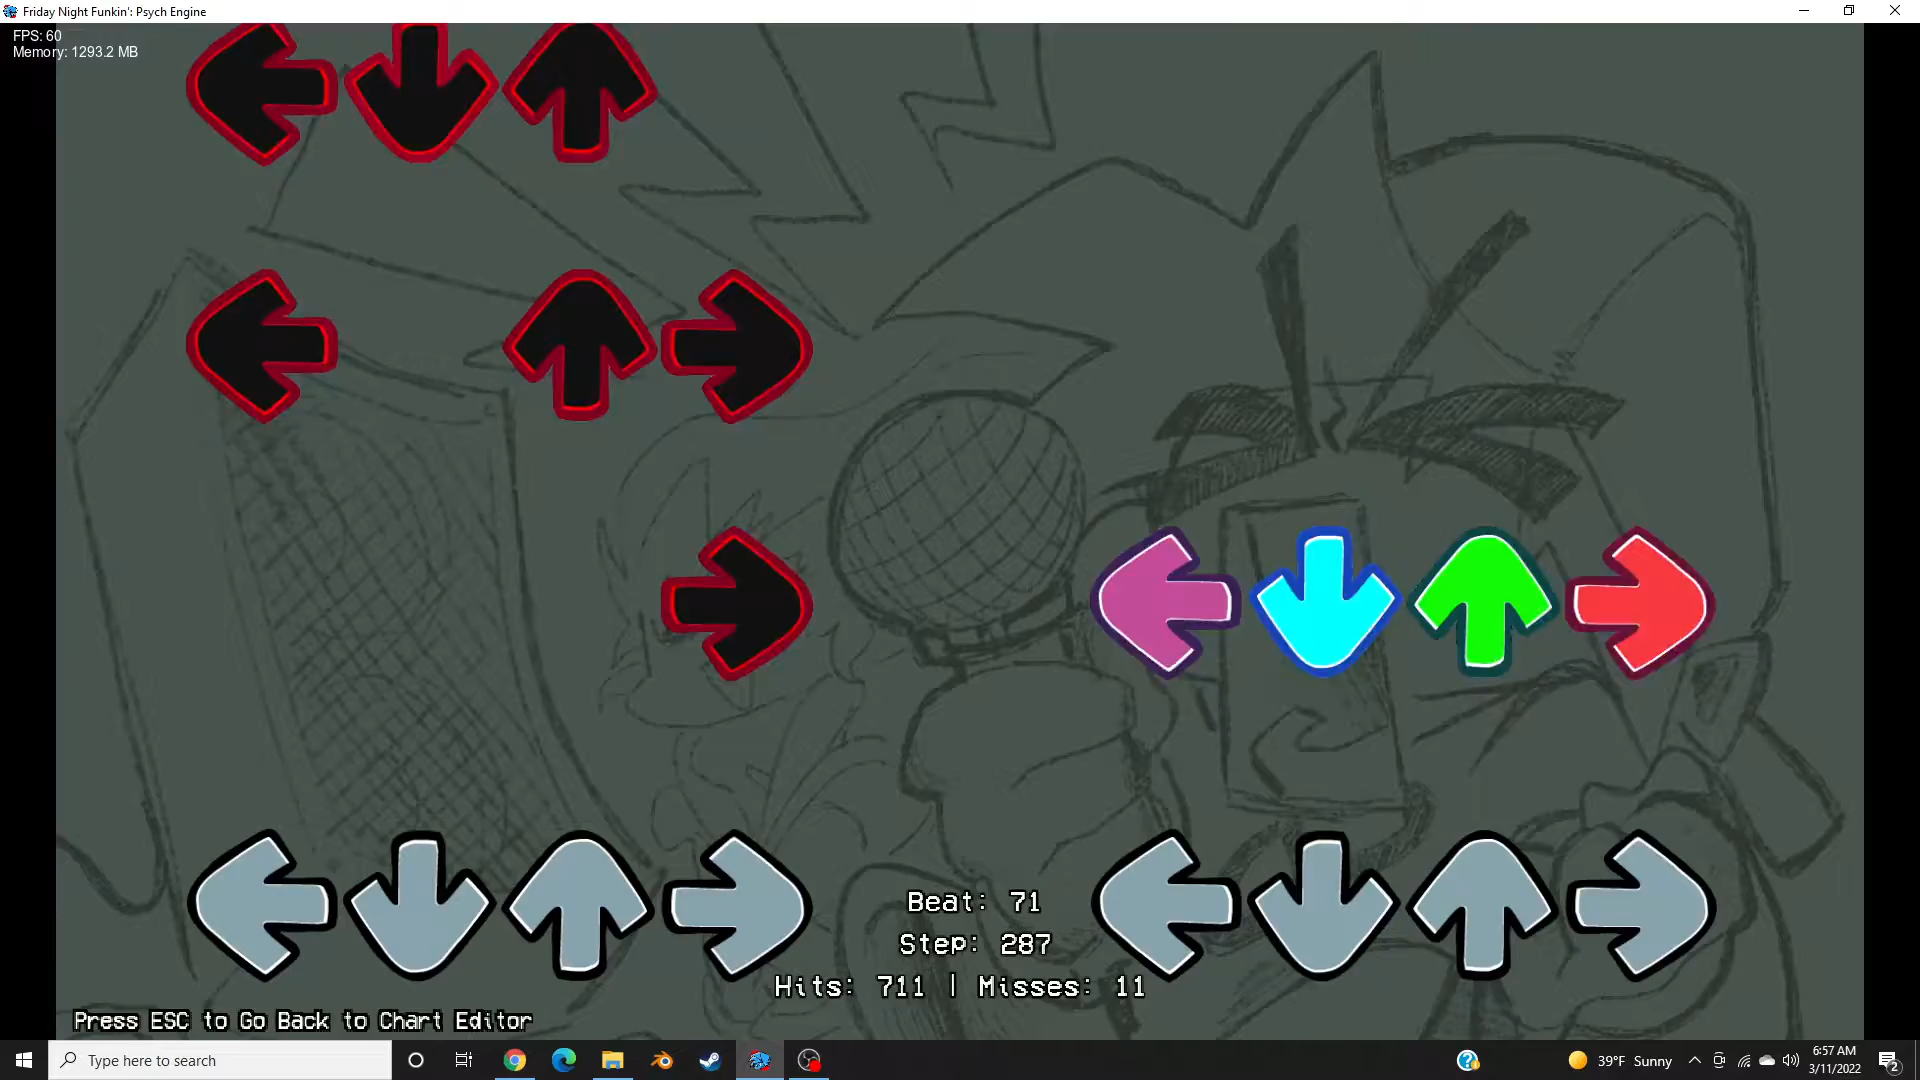 Friday Night Funkin': Psych Engine
FPS: 60
Memory: 1293.2 MB
Beat: 71
Step: 287
Hits: 711 | Misses: 11
Press ESC to Go Back to Chart Editor
Type here to search
39°F Sunny
6:57 AM
3/11/2022
2